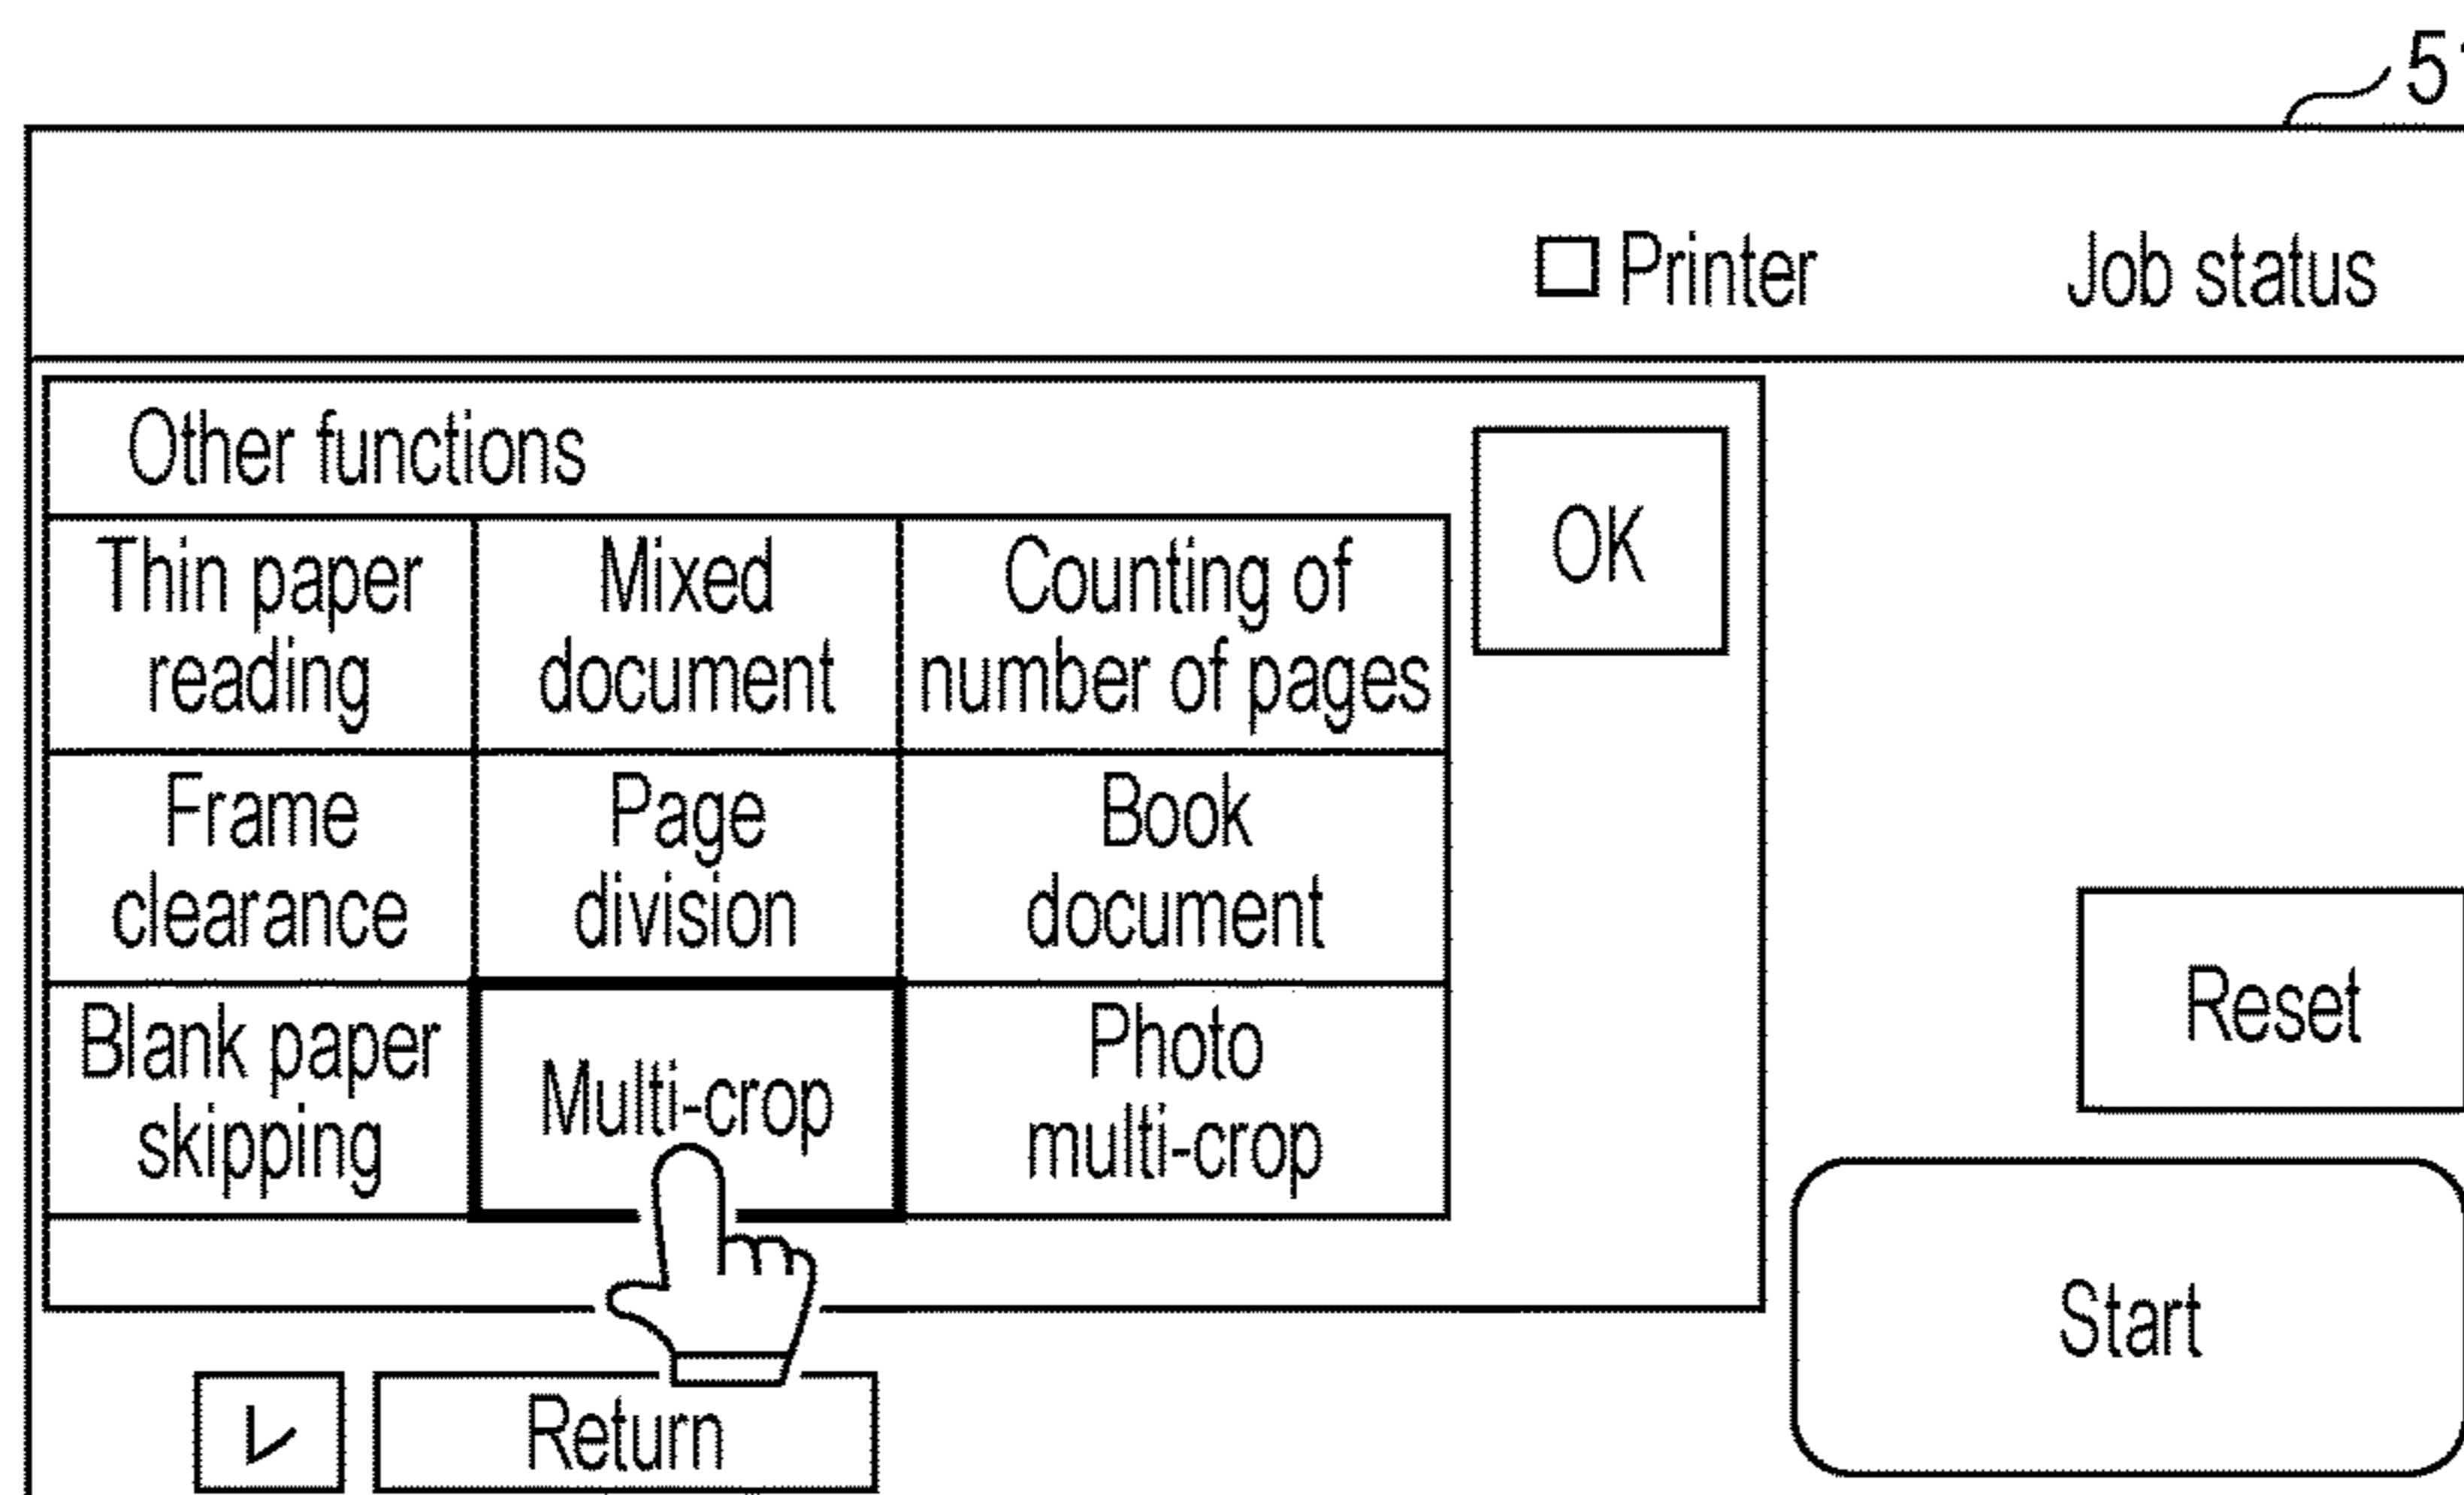 51
Printer
Job status
Other functions
OK
Thin paper
reading
Mixed
document
Counting of
number of pages
Frame
clearance
Page
division
Book
document
Blank paper
skipping
Multi-crop
Photo
multi-crop
Reset
Start
Return